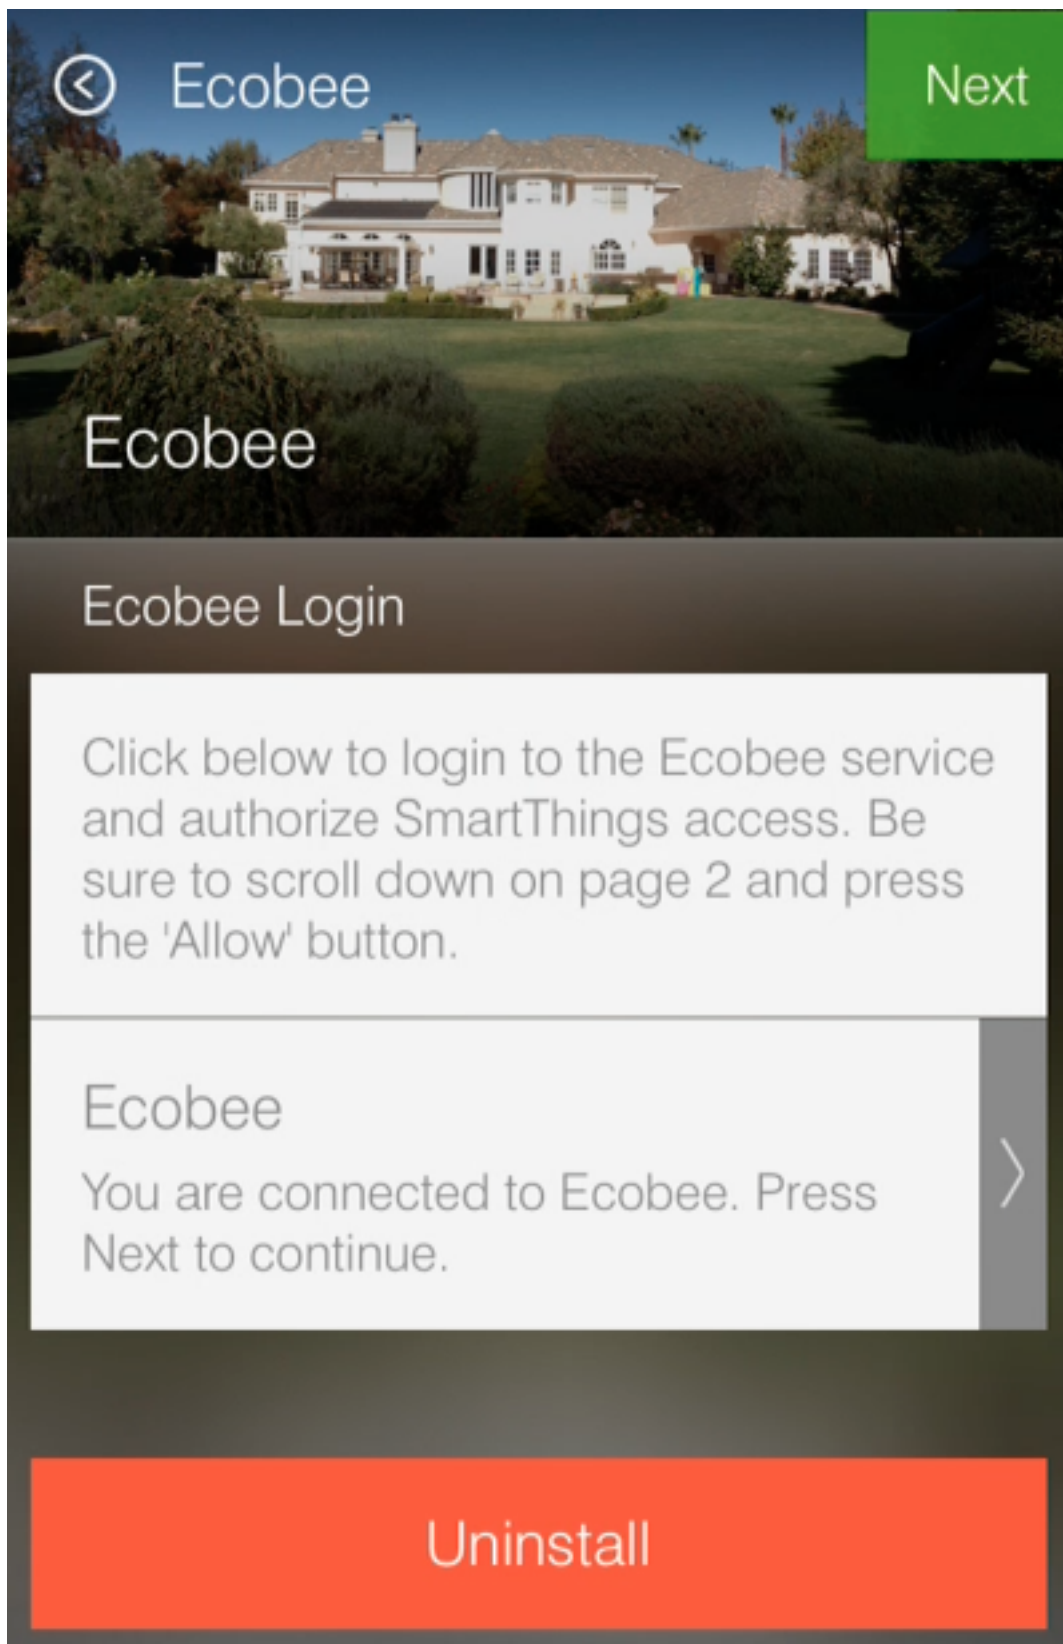 Ecobee
Next
Ecobee
Ecobee Login
Click below to login to the Ecobee service
and authorize SmartThings access. Be
sure to scroll down on page 2 and press
the 'Allow' button.
Ecobee
You are connected to Ecobee. Press
Next to continue.
Uninstall